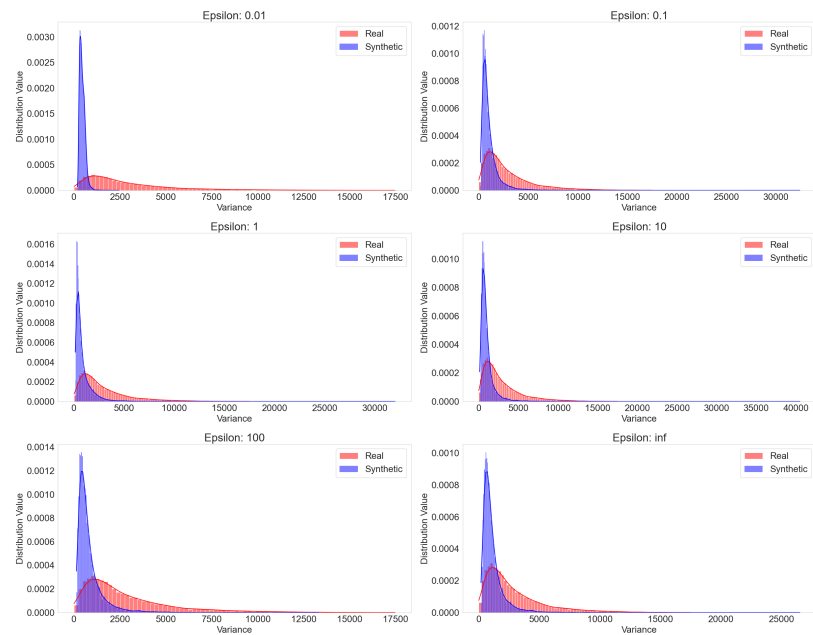 Epsilon: 0.01
Distribution Value
0.0030
0.0025
0.0020
0.0015
0.0010
0.0005
0.0000
Real
Synthetic
0 2500 5000 7500 10000 12500 15000 17500
Variance
Epsilon: 0.1
Distribution Value
0.0012
0.0010
0.0008
0.0006
0.0004
0.0002
0.0000
Real
Synthetic
0 5000 10000 15000 20000 25000 30000
Variance
Epsilon: 1
Distribution Value
0.0016
0.0014
0.0012
0.0010
0.0008
0.0006
0.0004
0.0002
0.0000
Real
Synthetic
0 5000 10000 15000 20000 25000 30000
Variance
Epsilon: 10
Distribution Value
0.0010
0.0008
0.0006
0.0004
0.0002
0.0000
Real
Synthetic
0 5000 10000 15000 20000 25000 30000 35000 40000
Variance
Epsilon: 100
Distribution Value
0.0014
0.0012
0.0010
0.0008
0.0006
0.0004
0.0002
0.0000
Real
Synthetic
0 2500 5000 7500 10000 12500 15000 17500
Variance
Epsilon: inf
Distribution Value
0.0010
0.0008
0.0006
0.0004
0.0002
0.0000
Real
Synthetic
0 5000 10000 15000 20000 25000
Variance